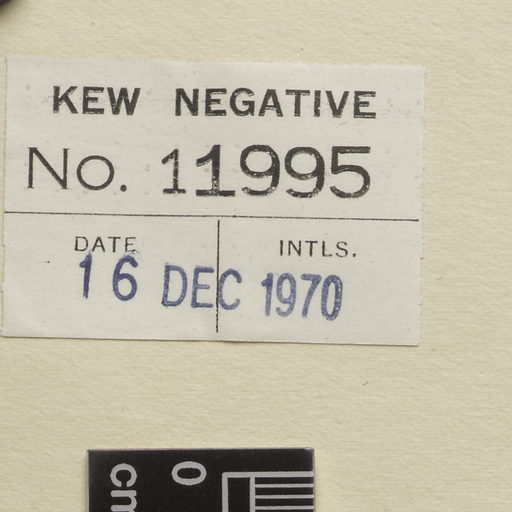 KEW NEGATIVE
No. 11995
DATE INTLS.
16 DEC 1970
0
cm